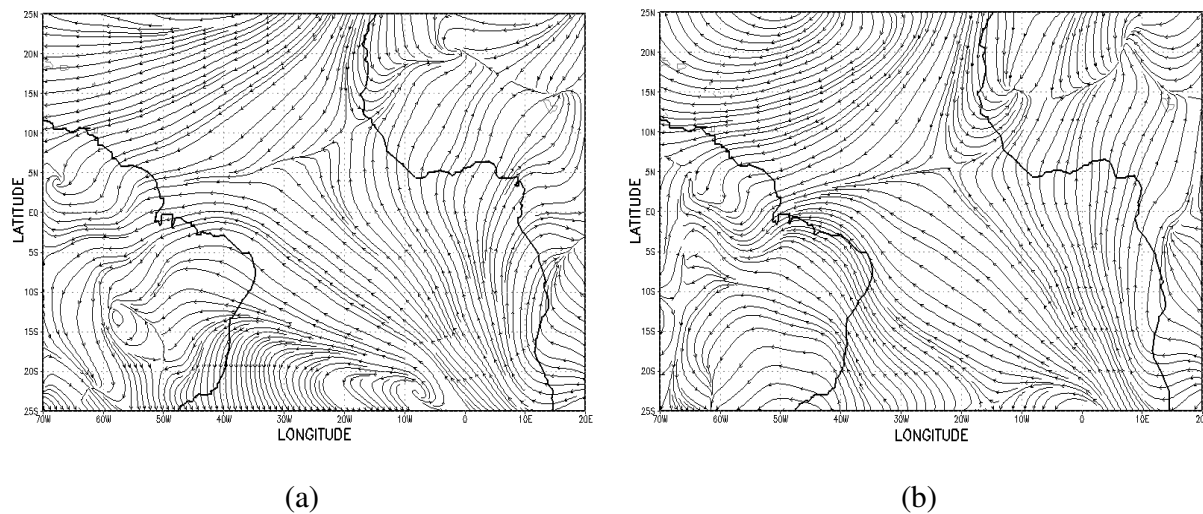 25N
20N
15N
10N
5N
EQ
5S
10S
15S
20S
25S
LATITUDE
70W 60W 50W 40W 30W 20W 10W 0 10E 20E
LONGITUDE
(a)
25N
20N
15N
10N
5N
EQ
5S
10S
15S
20S
25S
LATITUDE
70W 60W 50W 40W 30W 20W 10W 0 10E 20
LONGITUDE
(b)